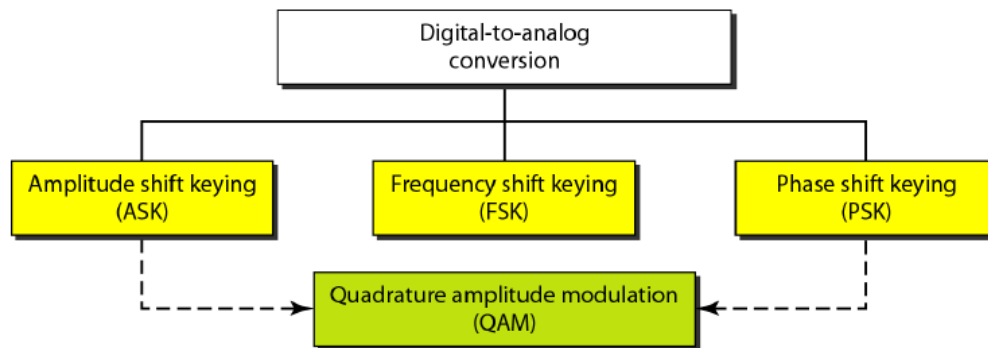 Digital-to-analog
conversion
Amplitude shift keying
(ASK)
Frequency shift keying
(FSK)
Phase shift keying
(PSK)
Quadrature amplitude modulation
(QAM)